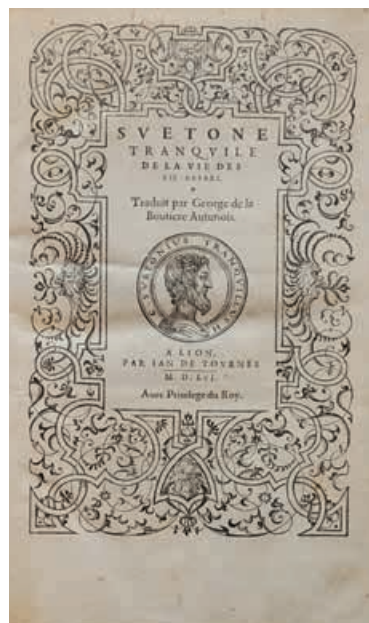 SVETONE
TRANQVILE
DE LA VIE DES
XII CESARS,
Traduit par George de la
Boutiere Autunois.
SVETONIVS TRANQVILLVS
A LION,
PAR IAN DE TOVRNES
M. D. LVI.
Auec Priuilege du Roy.